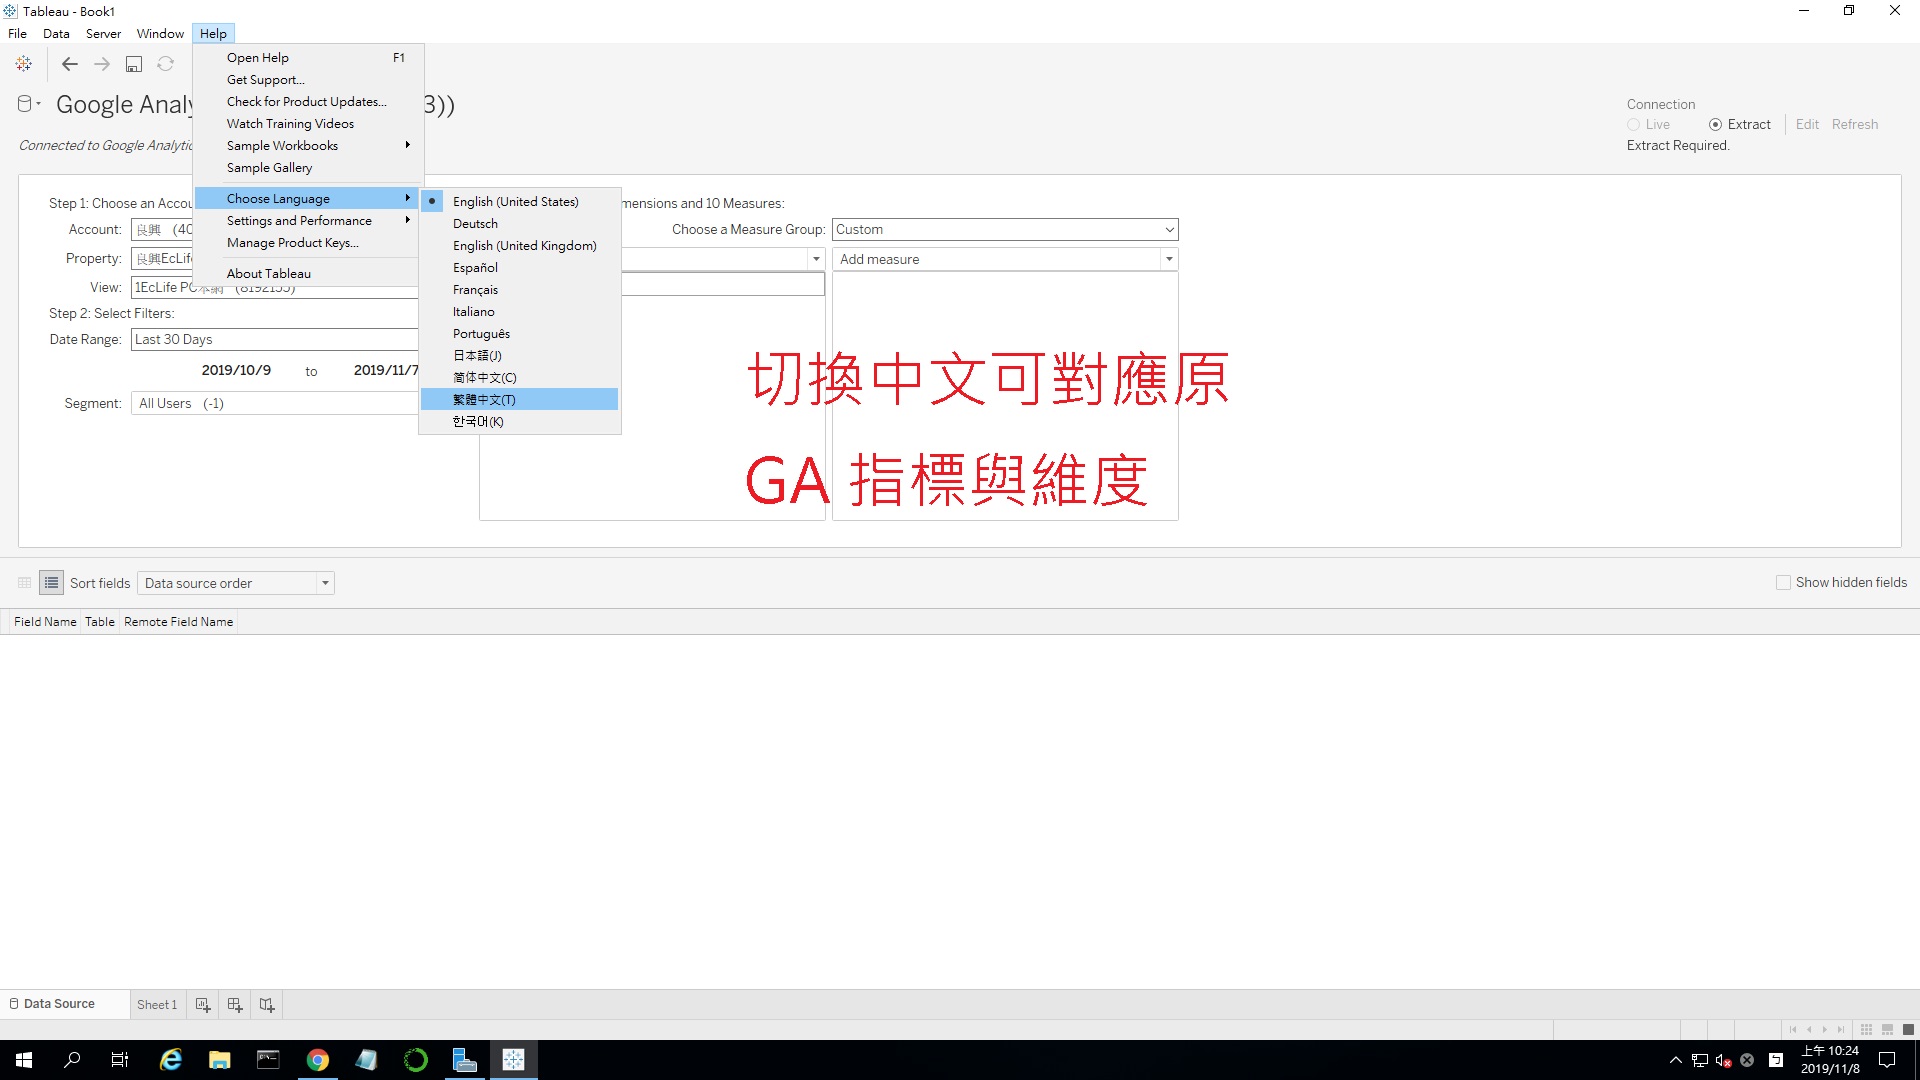 Tableau - Book1
File Data Server Window Help
Open Help F1
Get Support...
Check for Product Updates...
Watch Training Videos
Sample Workbooks
Sample Gallery
Choose Language
Settings and Performance
Manage Product Keys...
About Tableau
English (United States)
Deutsch
English (United Kingdom)
Español
Français
Italiano
Português
日本語(J)
简体中文(C)
繁體中文(T)
한국어(K)
Google Analy 3))
Connected to Google Analytic
Connection
Live Extract Edit Refresh
Extract Required.
Step 1: Choose an Accou
Account: 良興 (40
Property: 良興EcLife
View: 1EcLife PC本網 (8192155)
Step 2: Select Filters:
Date Range: Last 30 Days
2019/10/9 to 2019/11/7
Segment: All Users (-1)
mensions and 10 Measures:
Choose a Measure Group: Custom
Add measure
切換中文可對應原
GA 指標與維度
Sort fields Data source order
Show hidden fields
Field Name Table Remote Field Name
Data Source Sheet 1
上午 10:24
2019/11/8